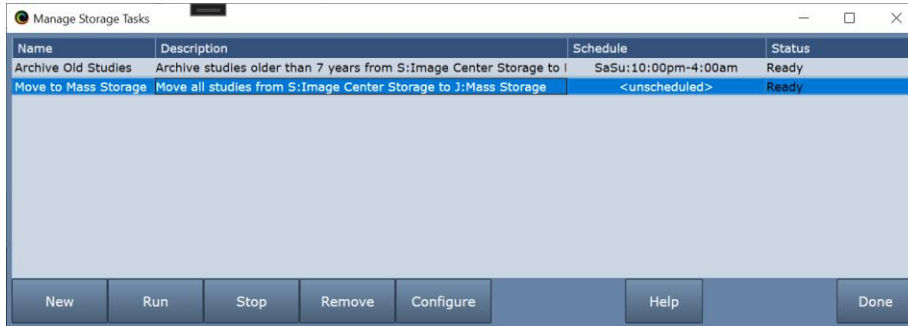 Manage Storage Tasks
Name Description Schedule Status
Archive Old Studies Archive studies older than 7 years from S:Image Center Storage to SaSu:10:00pm-4:00am Ready
Move to Mass Storage Move all studies from S:Image Center Storage to J:Mass Storage <unscheduled> Ready
New Run Stop Remove Configure Help Done